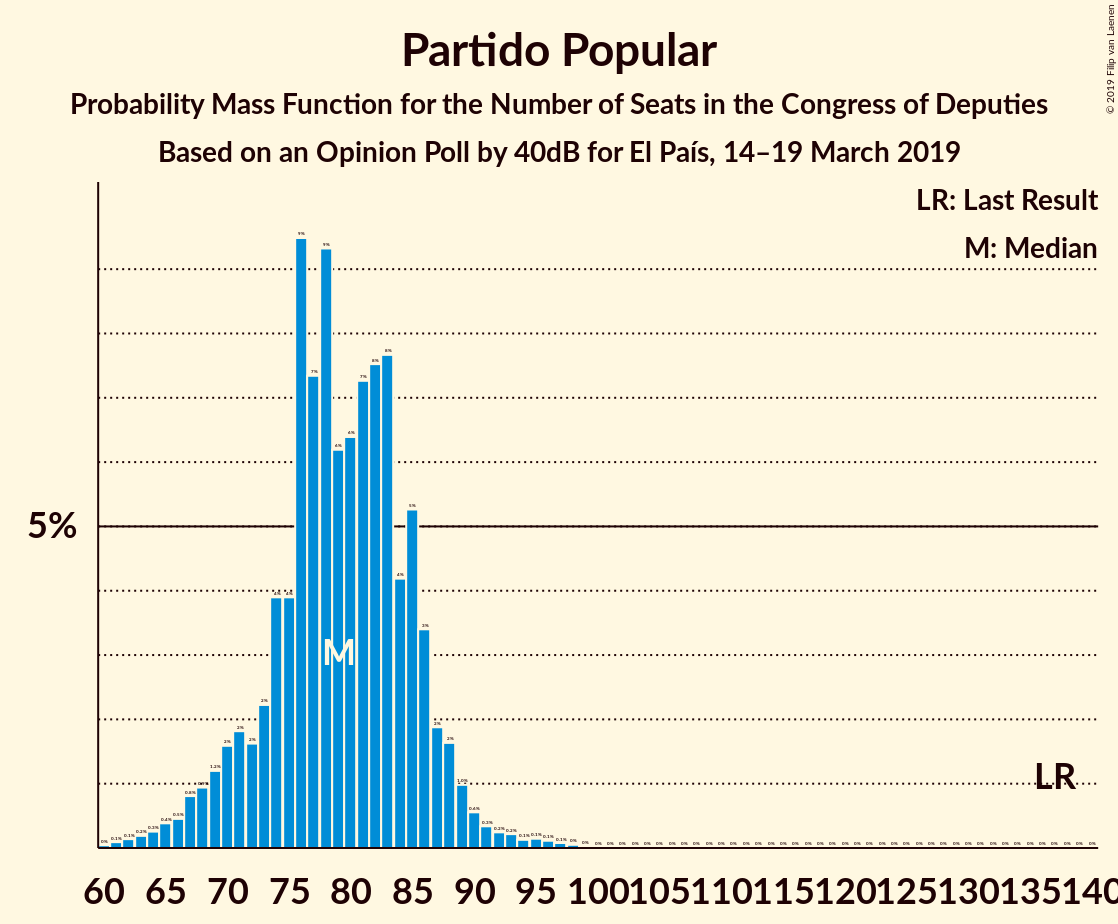 Partido Popular
Probability Mass Function for the Number of Seats in the Congress of Deputies
Based on an Opinion Poll by 40dB for El País, 14–19 March 2019
© 2019 Filip van Laenen
LR: Last Result
M: Median
5%
M
LR
60 65 70 75 80 85 90 95 100 105 110 115 120 125 130 135 140